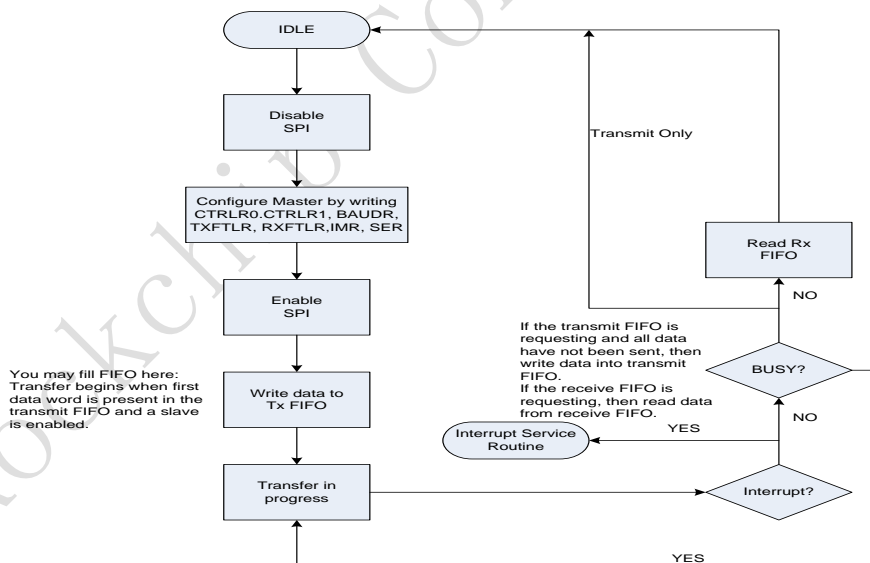 IDLE
Disable
SPI
Configure Master by writing
CTRLR0.CTRLR1, BAUDR,
TXFTLR, RXFTLR,IMR, SER
Enable
SPI
You may fill FIFO here:
Transfer begins when first
data word is present in the
transmit FIFO and a slave
is enabled.
Write data to
Tx FIFO
Transfer in
progress
Transmit Only
Read Rx
FIFO
NO
If the transmit FIFO is
requesting and all data
have not been sent, then
write data into transmit
FIFO.
If the receive FIFO is
requesting, then read data
from receive FIFO.
BUSY?
NO
YES
Interrupt Service
Routine
Interrupt?
YES
ockchip Co